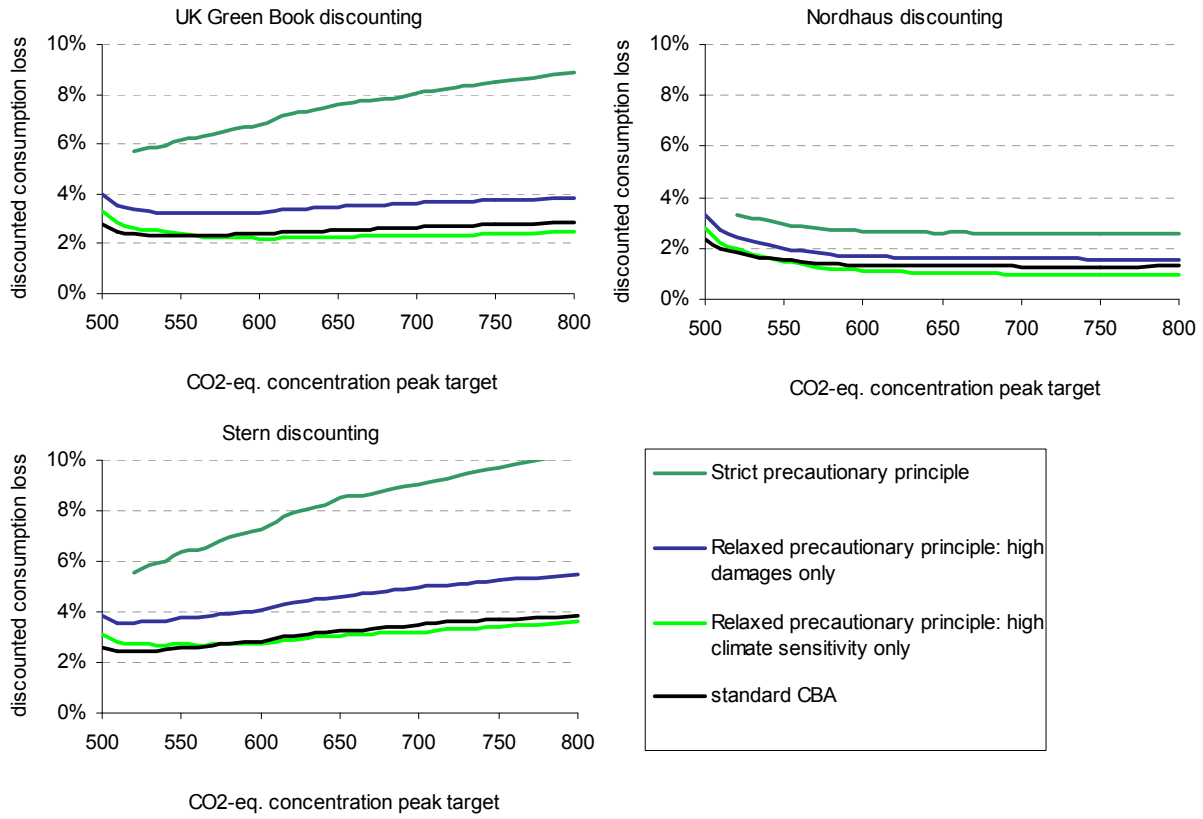 UK Green Book discounting
discounted consumption loss
10%
8%
6%
4%
2%
0%
500 550 600 650 700 750 800
CO2-eq. concentration peak target
Nordhaus discounting
discounted consumption loss
10%
8%
6%
4%
2%
0%
500 550 600 650 700 750 800
CO2-eq. concentration peak target
Stern discounting
discounted consumption loss
10%
8%
6%
4%
2%
0%
500 550 600 650 700 750 800
CO2-eq. concentration peak target
Strict precautionary principle
Relaxed precautionary principle: high
damages only
Relaxed precautionary principle: high
climate sensitivity only
standard CBA